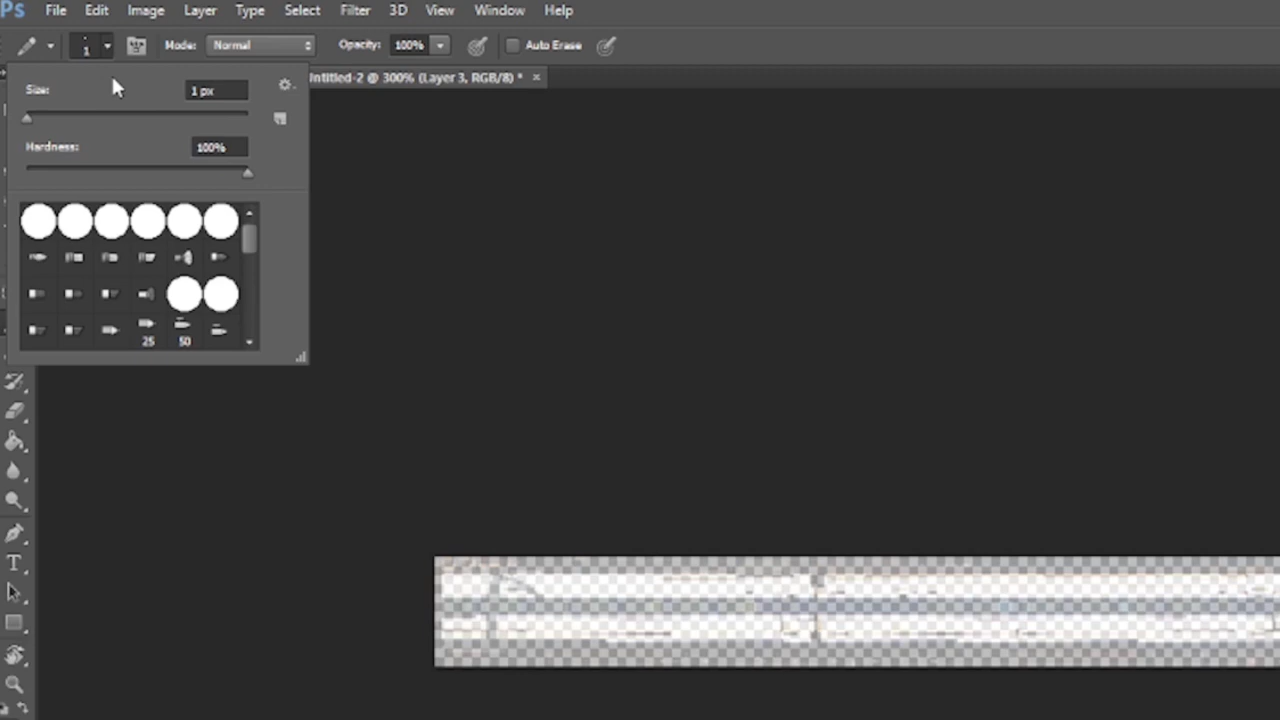 Ps File Edit Image Layer Type Select Filter 3D View Window Help
1 Mode: Normal Opacity: 100% Auto Erase
Untitled-2 @ 300% (Layer 3, RGB/8) * ×
Size: 1 px
Hardness: 100%
25 50
T